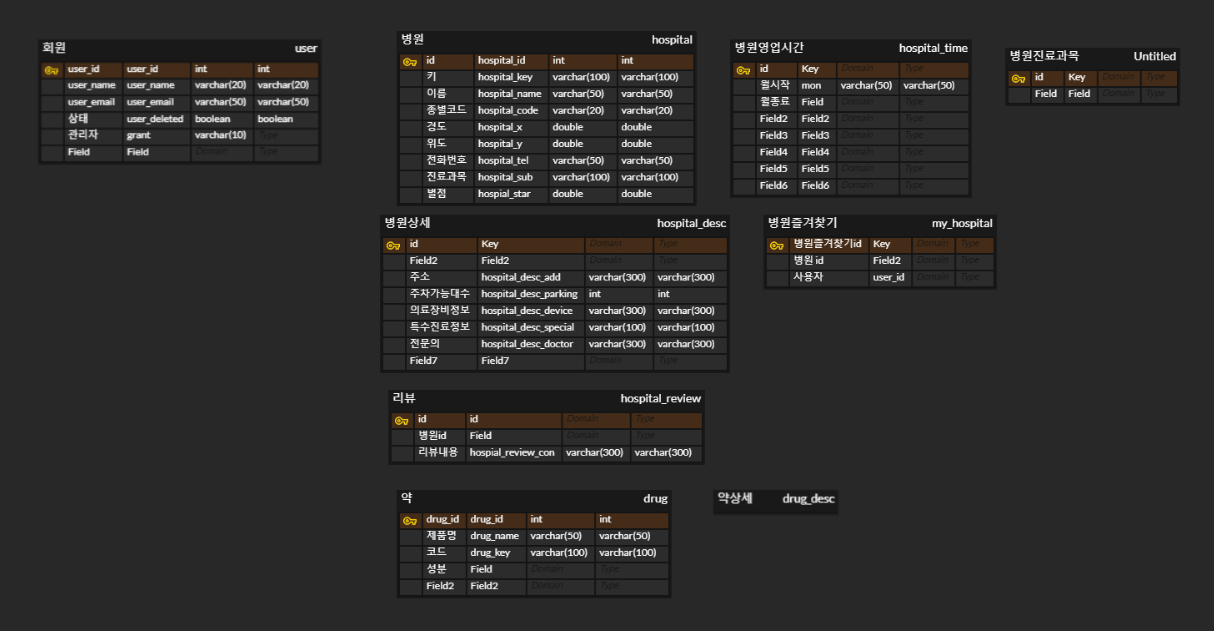 회원 user
user_id user_id int int
user_name user_name varchar(20) varchar(20)
user_email user_email varchar(50) varchar(50)
상태 user_deleted boolean boolean
관리자 grant varchar(10) Type
Field Field Domain Type
병원 hospital
id hospital_id int int
키 hospital_key varchar(100) varchar(100)
이름 hospital_name varchar(50) varchar(50)
종별코드 hospital_code varchar(20) varchar(20)
경도 hospital_x double double
위도 hospital_y double double
전화번호 hospital_tel varchar(50) varchar(50)
진료과목 hospital_sub varchar(100) varchar(100)
별점 hospial_star double double
병원영업시간 hospital_time
id Key Domain Type
월시작 mon varchar(50) varchar(50)
월종료 Field Domain Type
Field2 Field2 Domain Type
Field3 Field3 Domain Type
Field4 Field4 Domain Type
Field5 Field5 Domain Type
Field6 Field6 Domain Type
병원진료과목 Untitled
id Key Domain Type
Field Field Domain Type
병원상세 hospital_desc
id Key Domain Type
Field2 Field2 Domain Type
주소 hospital_desc_add varchar(300) varchar(300)
주차가능대수 hospital_desc_parking int int
의료장비정보 hospital_desc_device varchar(300) varchar(300)
특수진료정보 hospital_desc_special varchar(100) varchar(100)
전문의 hospital_desc_doctor varchar(300) varchar(300)
Field7 Field7 Domain Type
병원즐겨찾기 my_hospital
병원즐겨찾기id Key Domain Type
병원 id Field2 Domain Type
사용자 user_id Domain Type
리뷰 hospital_review
id id Domain Type
병원id Field Domain Type
리뷰내용 hospial_review_con varchar(300) varchar(300)
약 drug
drug_id drug_id int int
제품명 drug_name varchar(50) varchar(50)
코드 drug_key varchar(100) varchar(100)
성분 Field Domain Type
Field2 Field2 Domain Type
약상세 drug_desc